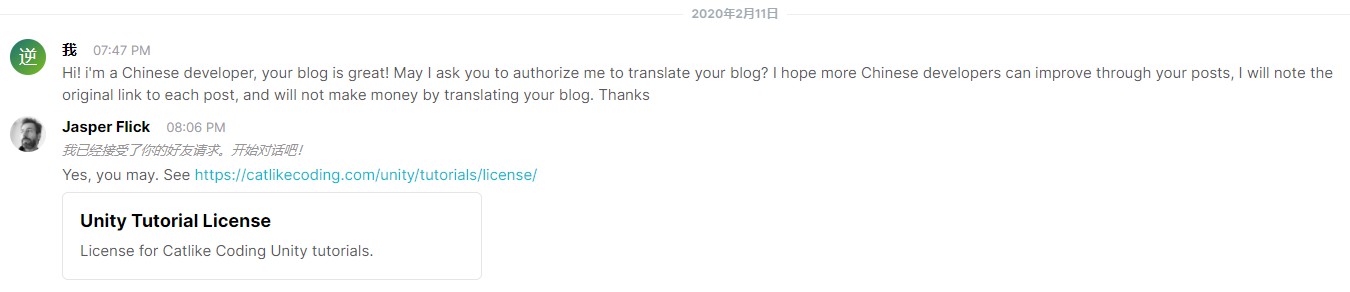 2020年2月11日
逆
我 07:47 PM
Hi! i'm a Chinese developer, your blog is great! May I ask you to authorize me to translate your blog? I hope more Chinese developers can improve through your posts, I will note the
original link to each post, and will not make money by translating your blog. Thanks
Jasper Flick 08:06 PM
我已经接受了你的好友请求。开始对话吧!
Yes, you may. See https://catlikecoding.com/unity/tutorials/license/
Unity Tutorial License
License for Catlike Coding Unity tutorials.